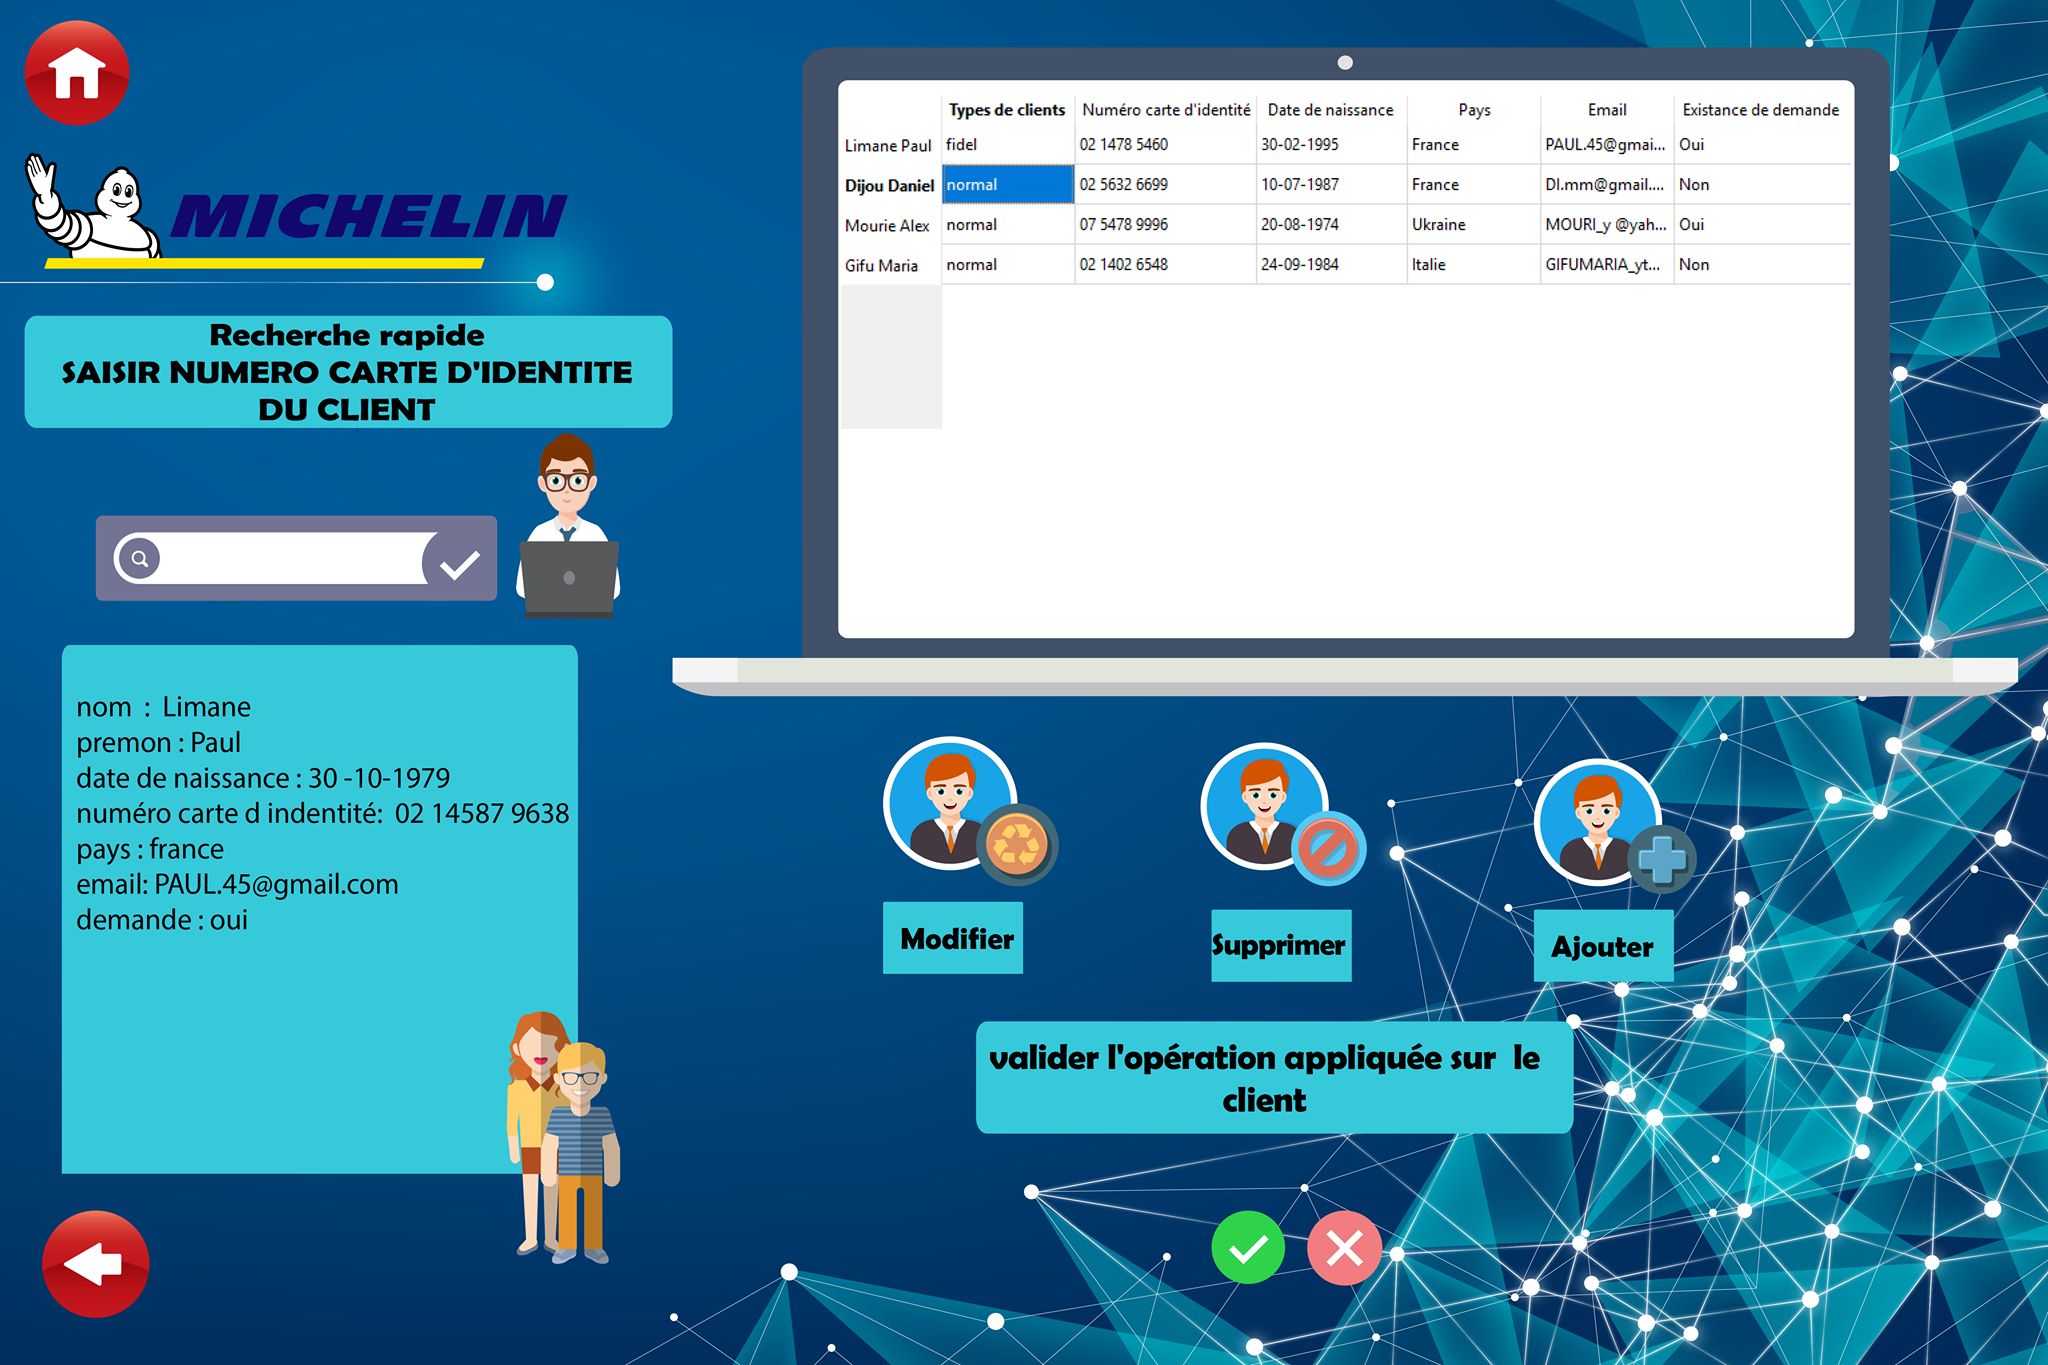 MICHELIN
Recherche rapide
SAISIR NUMERO CARTE D'IDENTITE
DU CLIENT
nom : Limane
premon : Paul
date de naissance : 30 -10-1979
numéro carte d indentité: 02 14587 9638
pays : france
email: PAUL.45@gmail.com
demande : oui
Types de clients Numéro carte d'identité Date de naissance Pays Email Existance de demande
Limane Paul fidel 02 1478 5460 30-02-1995 France PAUL.45@gmai... Oui
Dijou Daniel normal 02 5632 6699 10-07-1987 France DI.mm@gmail.... Non
Mourie Alex normal 07 5478 9996 20-08-1974 Ukraine MOURI_y @yah... Oui
Gifu Maria normal 02 1402 6548 24-09-1984 Italie GIFUMARIA_yt... Non
Modifier
Supprimer
Ajouter
valider l'opération appliquée sur le
client